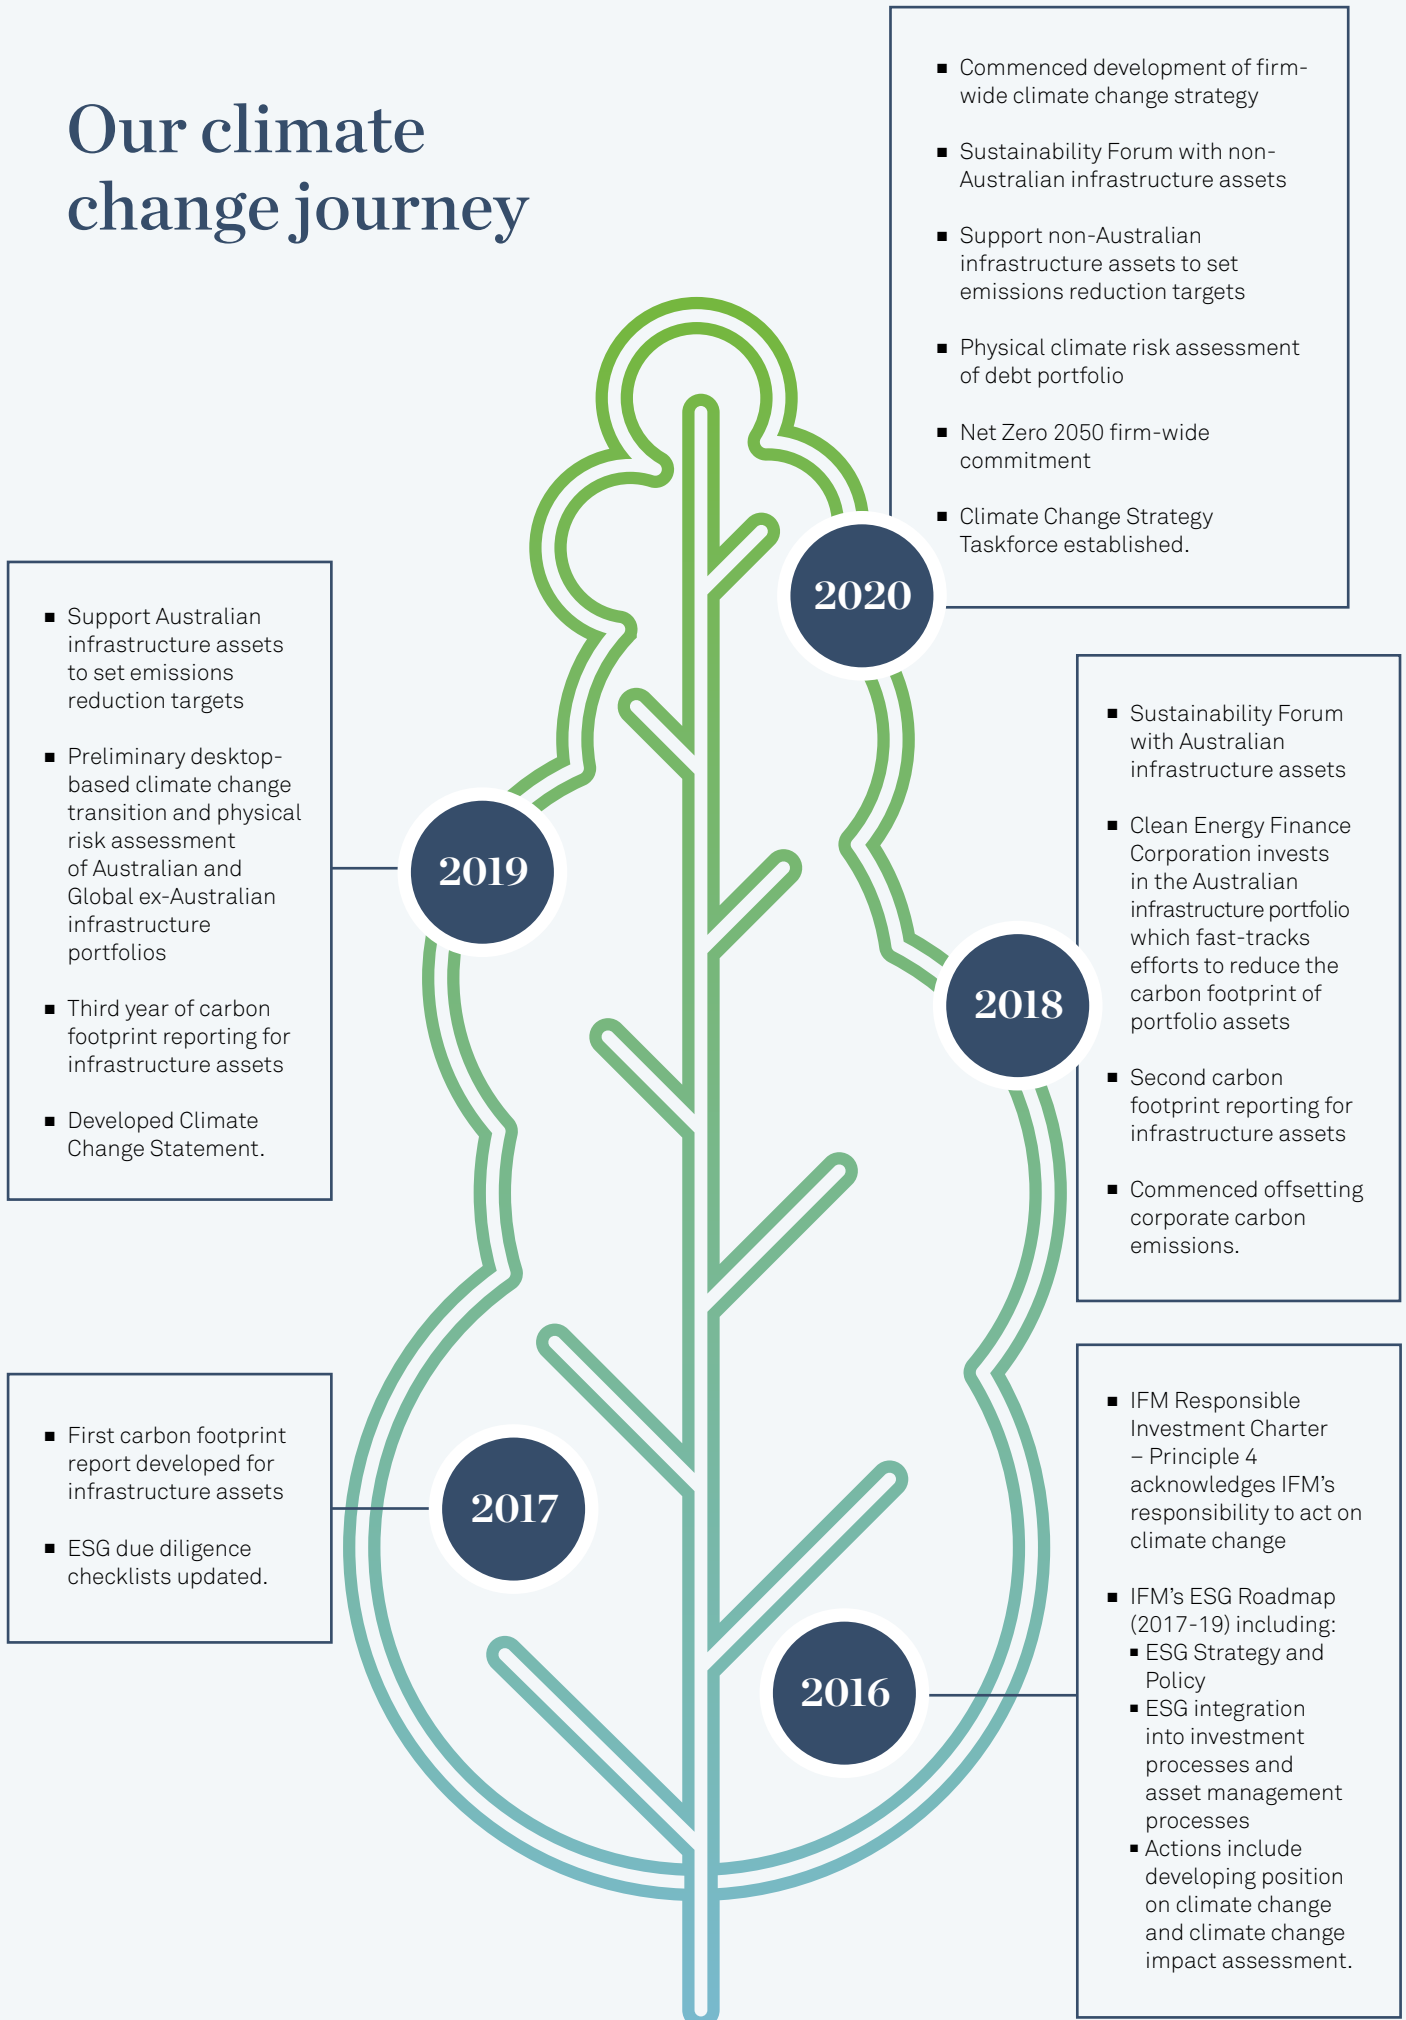 Our climate
change journey
■ Commenced development of firm-
wide climate change strategy
■ Sustainability Forum with non-
Australian infrastructure assets
■ Support non-Australian
infrastructure assets to set
emissions reduction targets
■ Physical climate risk assessment
of debt portfolio
■ Net Zero 2050 firm-wide
commitment
■ Climate Change Strategy
Taskforce established.
2020
■ Support Australian
infrastructure assets
to set emissions
reduction targets
■ Preliminary desktop-
based climate change
transition and physical
risk assessment
of Australian and
Global ex-Australian
infrastructure
portfolios
■ Third year of carbon
footprint reporting for
infrastructure assets
■ Developed Climate
Change Statement.
2019
■ Sustainability Forum
with Australian
infrastructure assets
■ Clean Energy Finance
Corporation invests
in the Australian
infrastructure portfolio
which fast-tracks
efforts to reduce the
carbon footprint of
portfolio assets
■ Second carbon
footprint reporting for
infrastructure assets
■ Commenced offsetting
corporate carbon
emissions.
2018
■ First carbon footprint
report developed for
infrastructure assets
■ ESG due diligence
checklists updated.
2017
■ IFM Responsible
Investment Charter
– Principle 4
acknowledges IFM's
responsibility to act on
climate change
■ IFM's ESG Roadmap
(2017-19) including:
■ ESG Strategy and
Policy
■ ESG integration
into investment
processes and
asset management
processes
■ Actions include
developing position
on climate change
and climate change
impact assessment.
2016